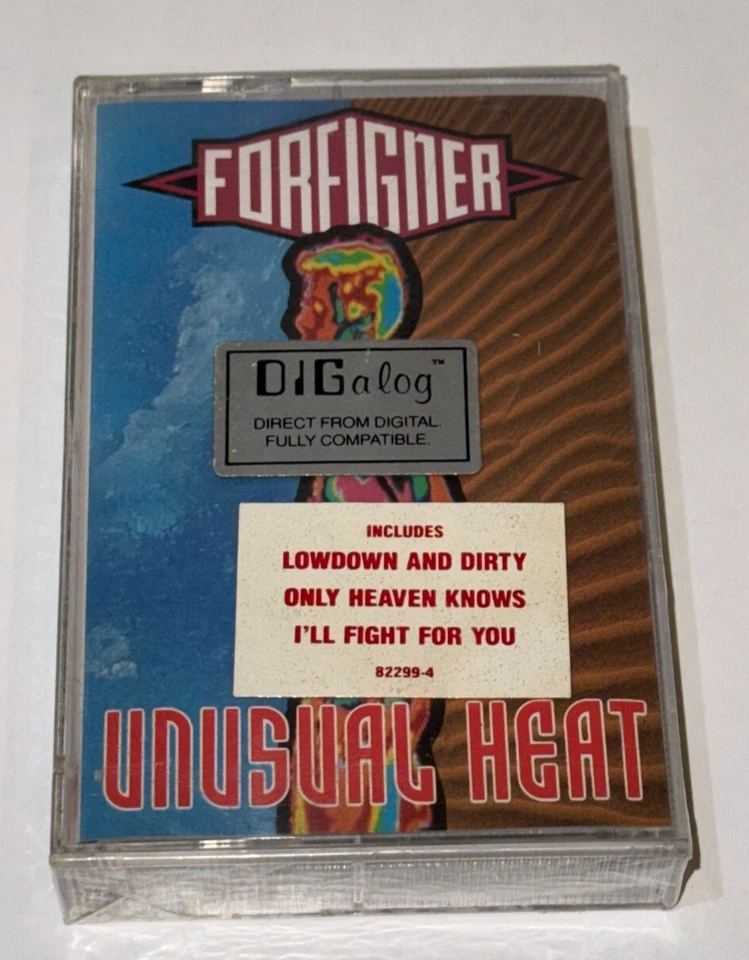 FOREIGNER
DIGalog™
DIRECT FROM DIGITAL.
FULLY COMPATIBLE.
INCLUDES
LOWDOWN AND DIRTY
ONLY HEAVEN KNOWS
I'LL FIGHT FOR YOU
82299-4
UNUSUAL HEAT